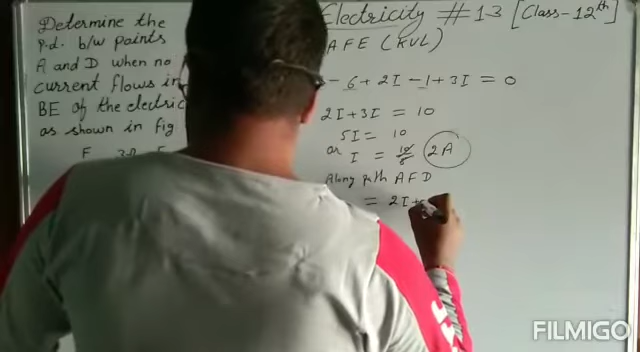 Electricity #13 [Class-12th]
Determine the
p.d. b/w points
A and D when no
current flows in
BE of the electric
as shown in fig
AFE (KVL)
- 6 + 2I - 1 + 3I = 0
2I + 3I = 10
5I = 10
or I = 10/5 2A
Along path AFD
= 2I +
FILMIGO